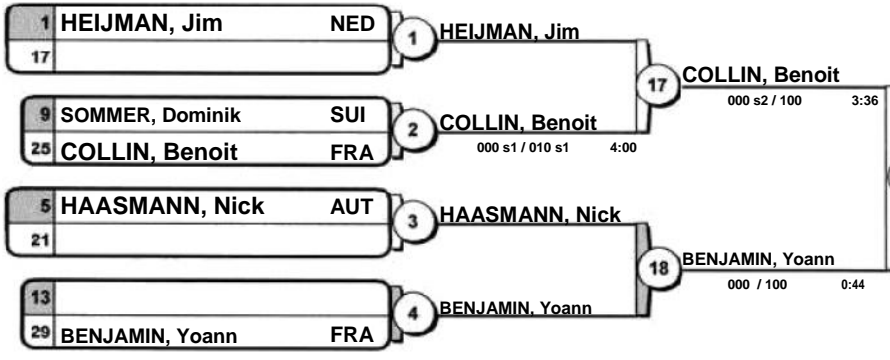 1 HEIJMAN, Jim NED
17
1
HEIJMAN, Jim
9 SOMMER, Dominik SUI
25 COLLIN, Benoit FRA
2
COLLIN, Benoit
000 s1 / 010 s1 4:00
17
COLLIN, Benoit
000 s2 / 100 3:36
5 HAASMANN, Nick AUT
21
3
HAASMANN, Nick
13
29 BENJAMIN, Yoann FRA
4
BENJAMIN, Yoann
18
BENJAMIN, Yoann
000 / 100 0:44